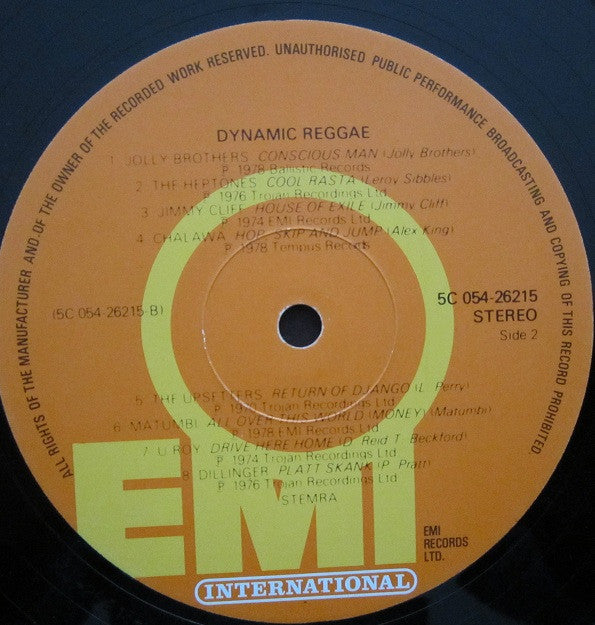 ALL RIGHTS OF THE MANUFACTURER AND OF THE OWNER OF THE RECORDED WORK RESERVED. UNAUTHORISED PUBLIC PERFORMANCE BROADCASTING AND COPYING OF THIS RECORD PROHIBITED.
DYNAMIC REGGAE
1 JOLLY BROTHERS CONSCIOUS MAN (Jolly Brothers)
℗ 1978 Ballistic Records
2. THE HEPTONES COOL RASTA (Leroy Sibbles)
℗ 1976 Trojan Recordings Ltd
3 JIMMY CLIFF HOUSE OF EXILE (Jimmy Cliff)
1974 EMI Records Ltd
4 CHALAWA HOP SKIP AND JUMP (Alex King)
℗ 1978 Tempus Records
(5C 054-26215-B)
5C 054-26215
STEREO
Side 2
5 THE UPSETTERS RETURN OF DJANGO (L. Perry)
Trojan Recordings Ltd
6 MATUMBI ALL OVER THIS WORLD (MONEY) (Matumbi)
℗ 1978 EMI Records Ltd
7 U ROY DRIVE HERE HOME (D Reid T. Beckford)
℗ 1974 Trojan Recordings Ltd
8 DILLINGER PLATT SKANK (P. Pratt)
℗ 1976 Trojan Recordings Ltd
STEMRA
EMI
INTERNATIONAL
EMI
RECORDS
LTD.